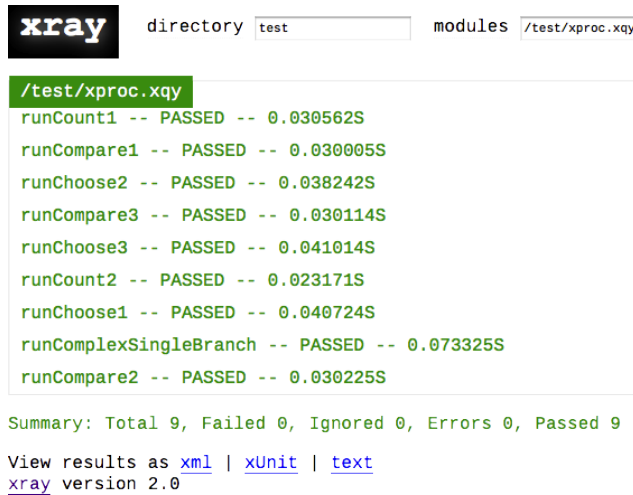 xray directory test modules /test/xproc.xqy
/test/xproc.xqy
runCount1 -- PASSED -- 0.030562S
runCompare1 -- PASSED -- 0.030005S
runChoose2 -- PASSED -- 0.038242S
runCompare3 -- PASSED -- 0.030114S
runChoose3 -- PASSED -- 0.041014S
runCount2 -- PASSED -- 0.023171S
runChoose1 -- PASSED -- 0.040724S
runComplexSingleBranch -- PASSED -- 0.073325S
runCompare2 -- PASSED -- 0.030225S
Summary: Total 9, Failed 0, Ignored 0, Errors 0, Passed 9
View results as xml | xUnit | text
xray version 2.0